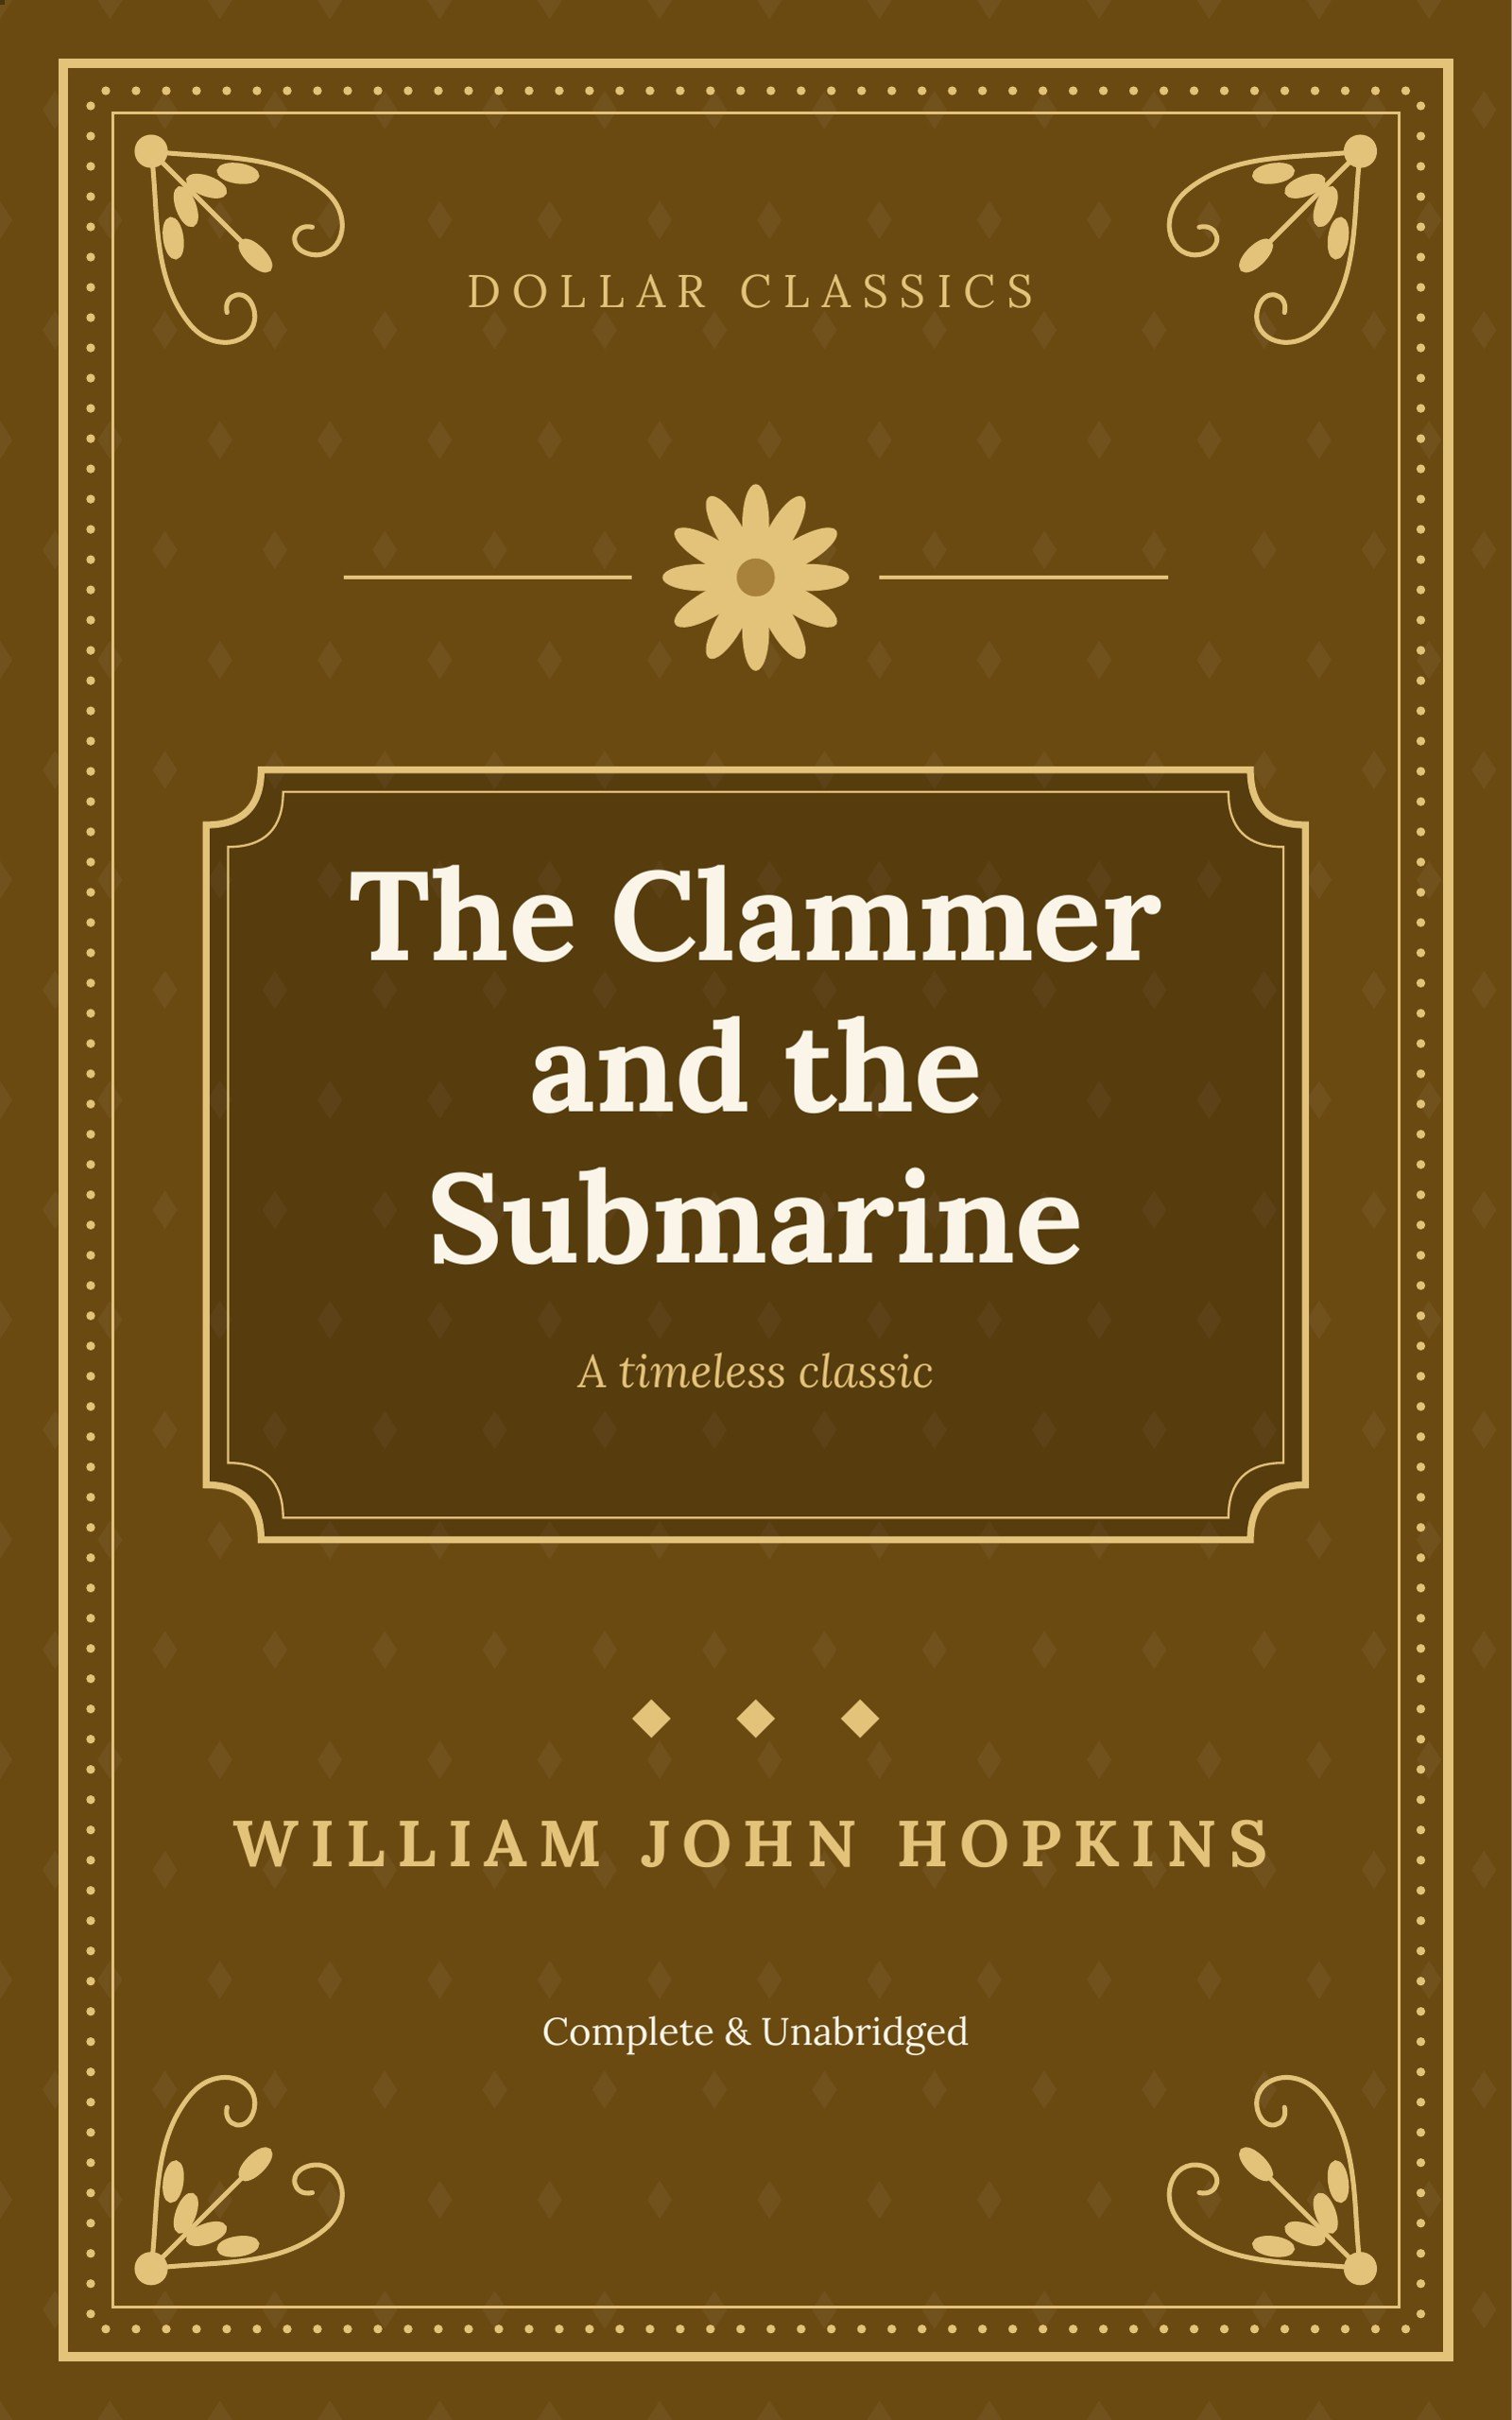 DOLLAR CLASSICS
The Clammer
and the
Submarine
A timeless classic
WILLIAM JOHN HOPKINS
Complete & Unabridged